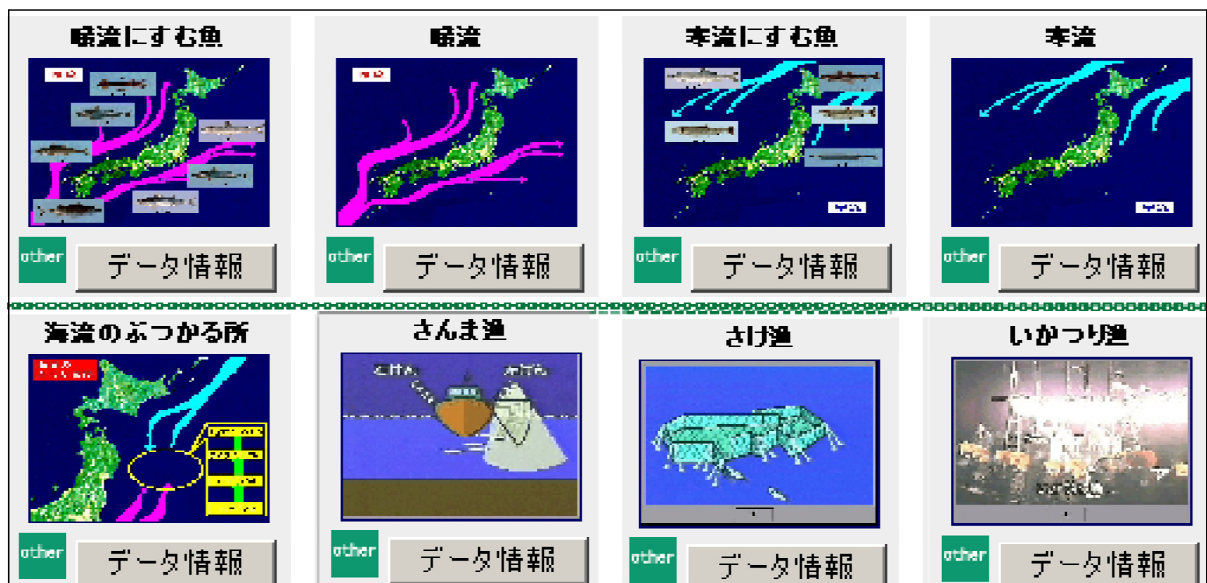 暖流にすむ魚
暖流
寒流にすむ魚
寒流
other
データ情報
other
データ情報
other
データ情報
other
データ情報
海流のぶつかる所
さんま漁
さけ漁
いかつり漁
other
データ情報
other
データ情報
other
データ情報
other
データ情報